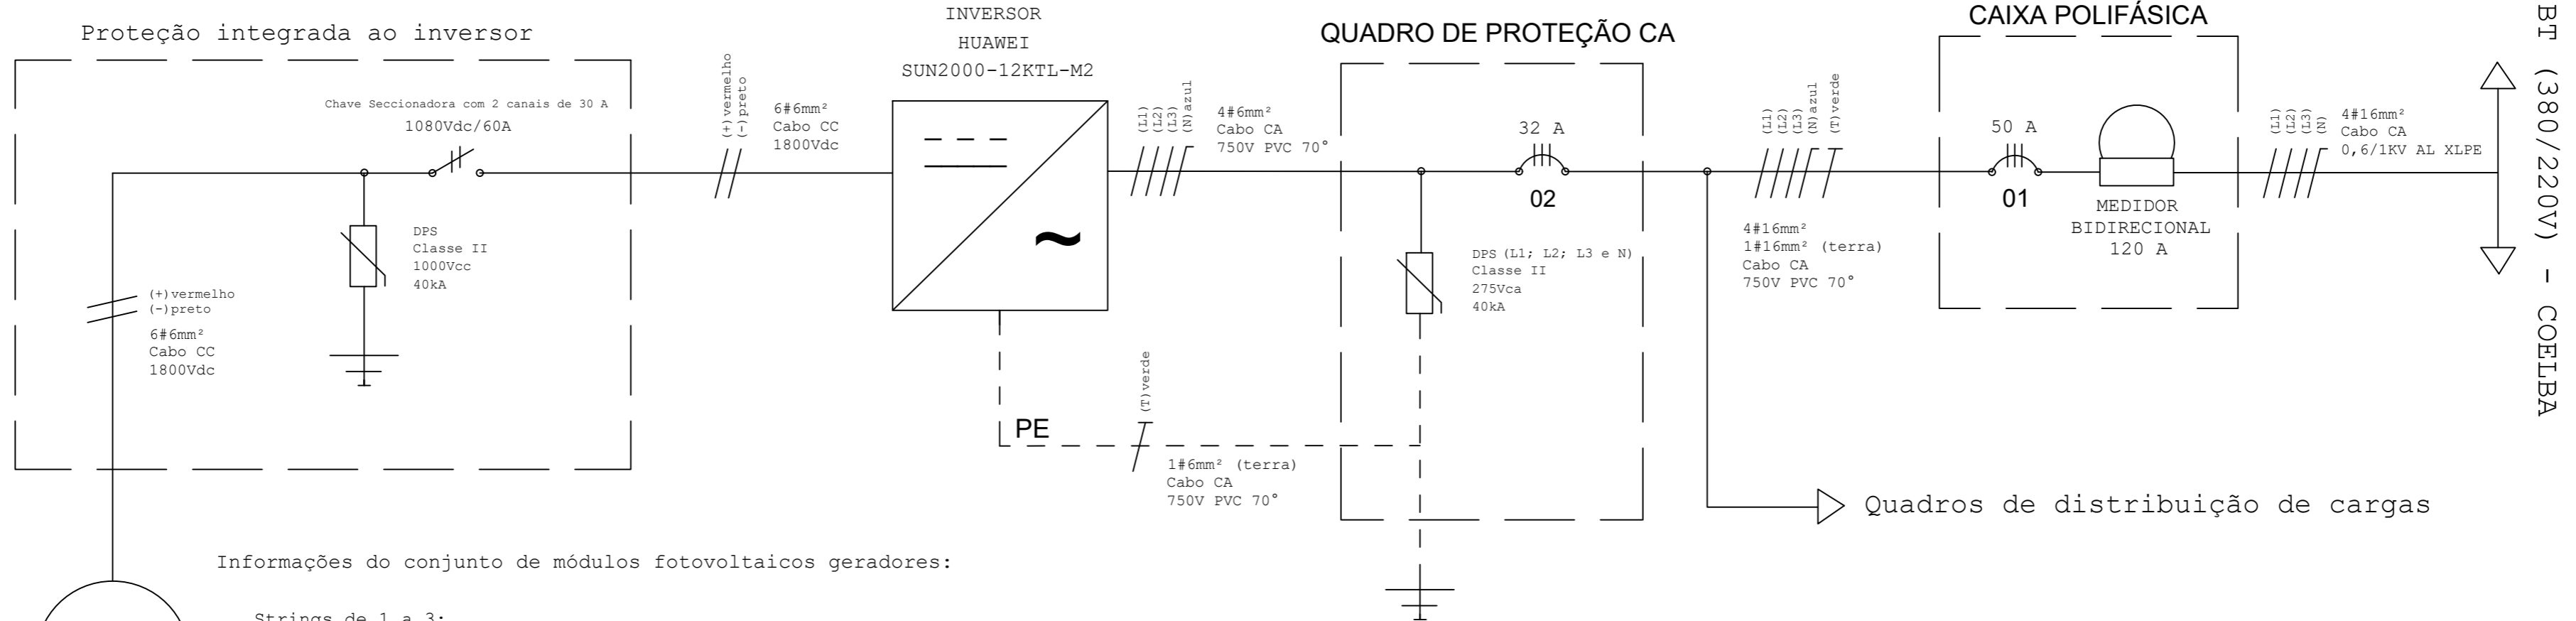 Proteção integrada ao inversor
Chave Seccionadora com 2 canais de 30 A
1080Vdc/60A
DPS
Classe II
1000Vcc
40kA
(+)vermelho
(-)preto
6#6mm²
Cabo CC
1800Vdc
(+)vermelho
(-)preto
6#6mm²
Cabo CC
1800Vdc
INVERSOR
HUAWEI
SUN2000-12KTL-M2
~
(L1)
(L2)
(L3)
(N)azul
4#6mm²
Cabo CA
750V PVC 70°
PE
(T)verde
1#6mm² (terra)
Cabo CA
750V PVC 70°
QUADRO DE PROTEÇÃO CA
32 A
02
DPS (L1; L2; L3 e N)
Classe II
275Vca
40kA
(L1)
(L2)
(L3)
(N)azul
(T)verde
4#16mm²
1#16mm² (terra)
Cabo CA
750V PVC 70°
Quadros de distribuição de cargas
CAIXA POLIFÁSICA
50 A
01
MEDIDOR
BIDIRECIONAL
120 A
(L1)
(L2)
(L3)
(N)
4#16mm²
Cabo CA
0,6/1KV AL XLPE
BT (380/220V) - COELBA
Informações do conjunto de módulos fotovoltaicos geradores:
Strings de 1 a 3: